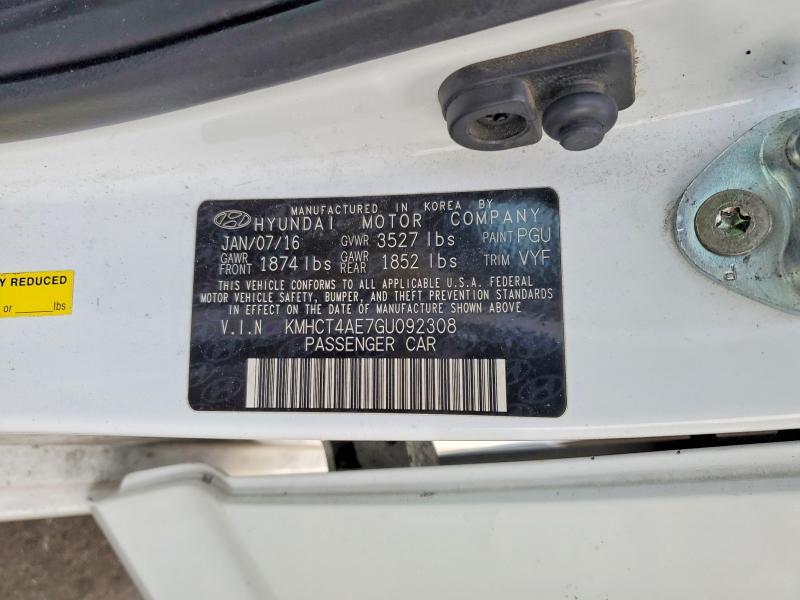 MANUFACTURED IN KOREA BY
HYUNDAI MOTOR COMPANY
JAN/07/16 GVWR 3527 lbs PAINT PGU
GAWR FRONT 1874 lbs GAWR REAR 1852 lbs TRIM VYF
THIS VEHICLE CONFORMS TO ALL APPLICABLE U.S.A. FEDERAL
MOTOR VEHICLE SAFETY, BUMPER, AND THEFT PREVENTION STANDARDS
IN EFFECT ON THE DATE OF MANUFACTURE SHOWN ABOVE
V.I.N KMHCT4AE7GU092308
PASSENGER CAR
REDUCED
or ____lbs
P